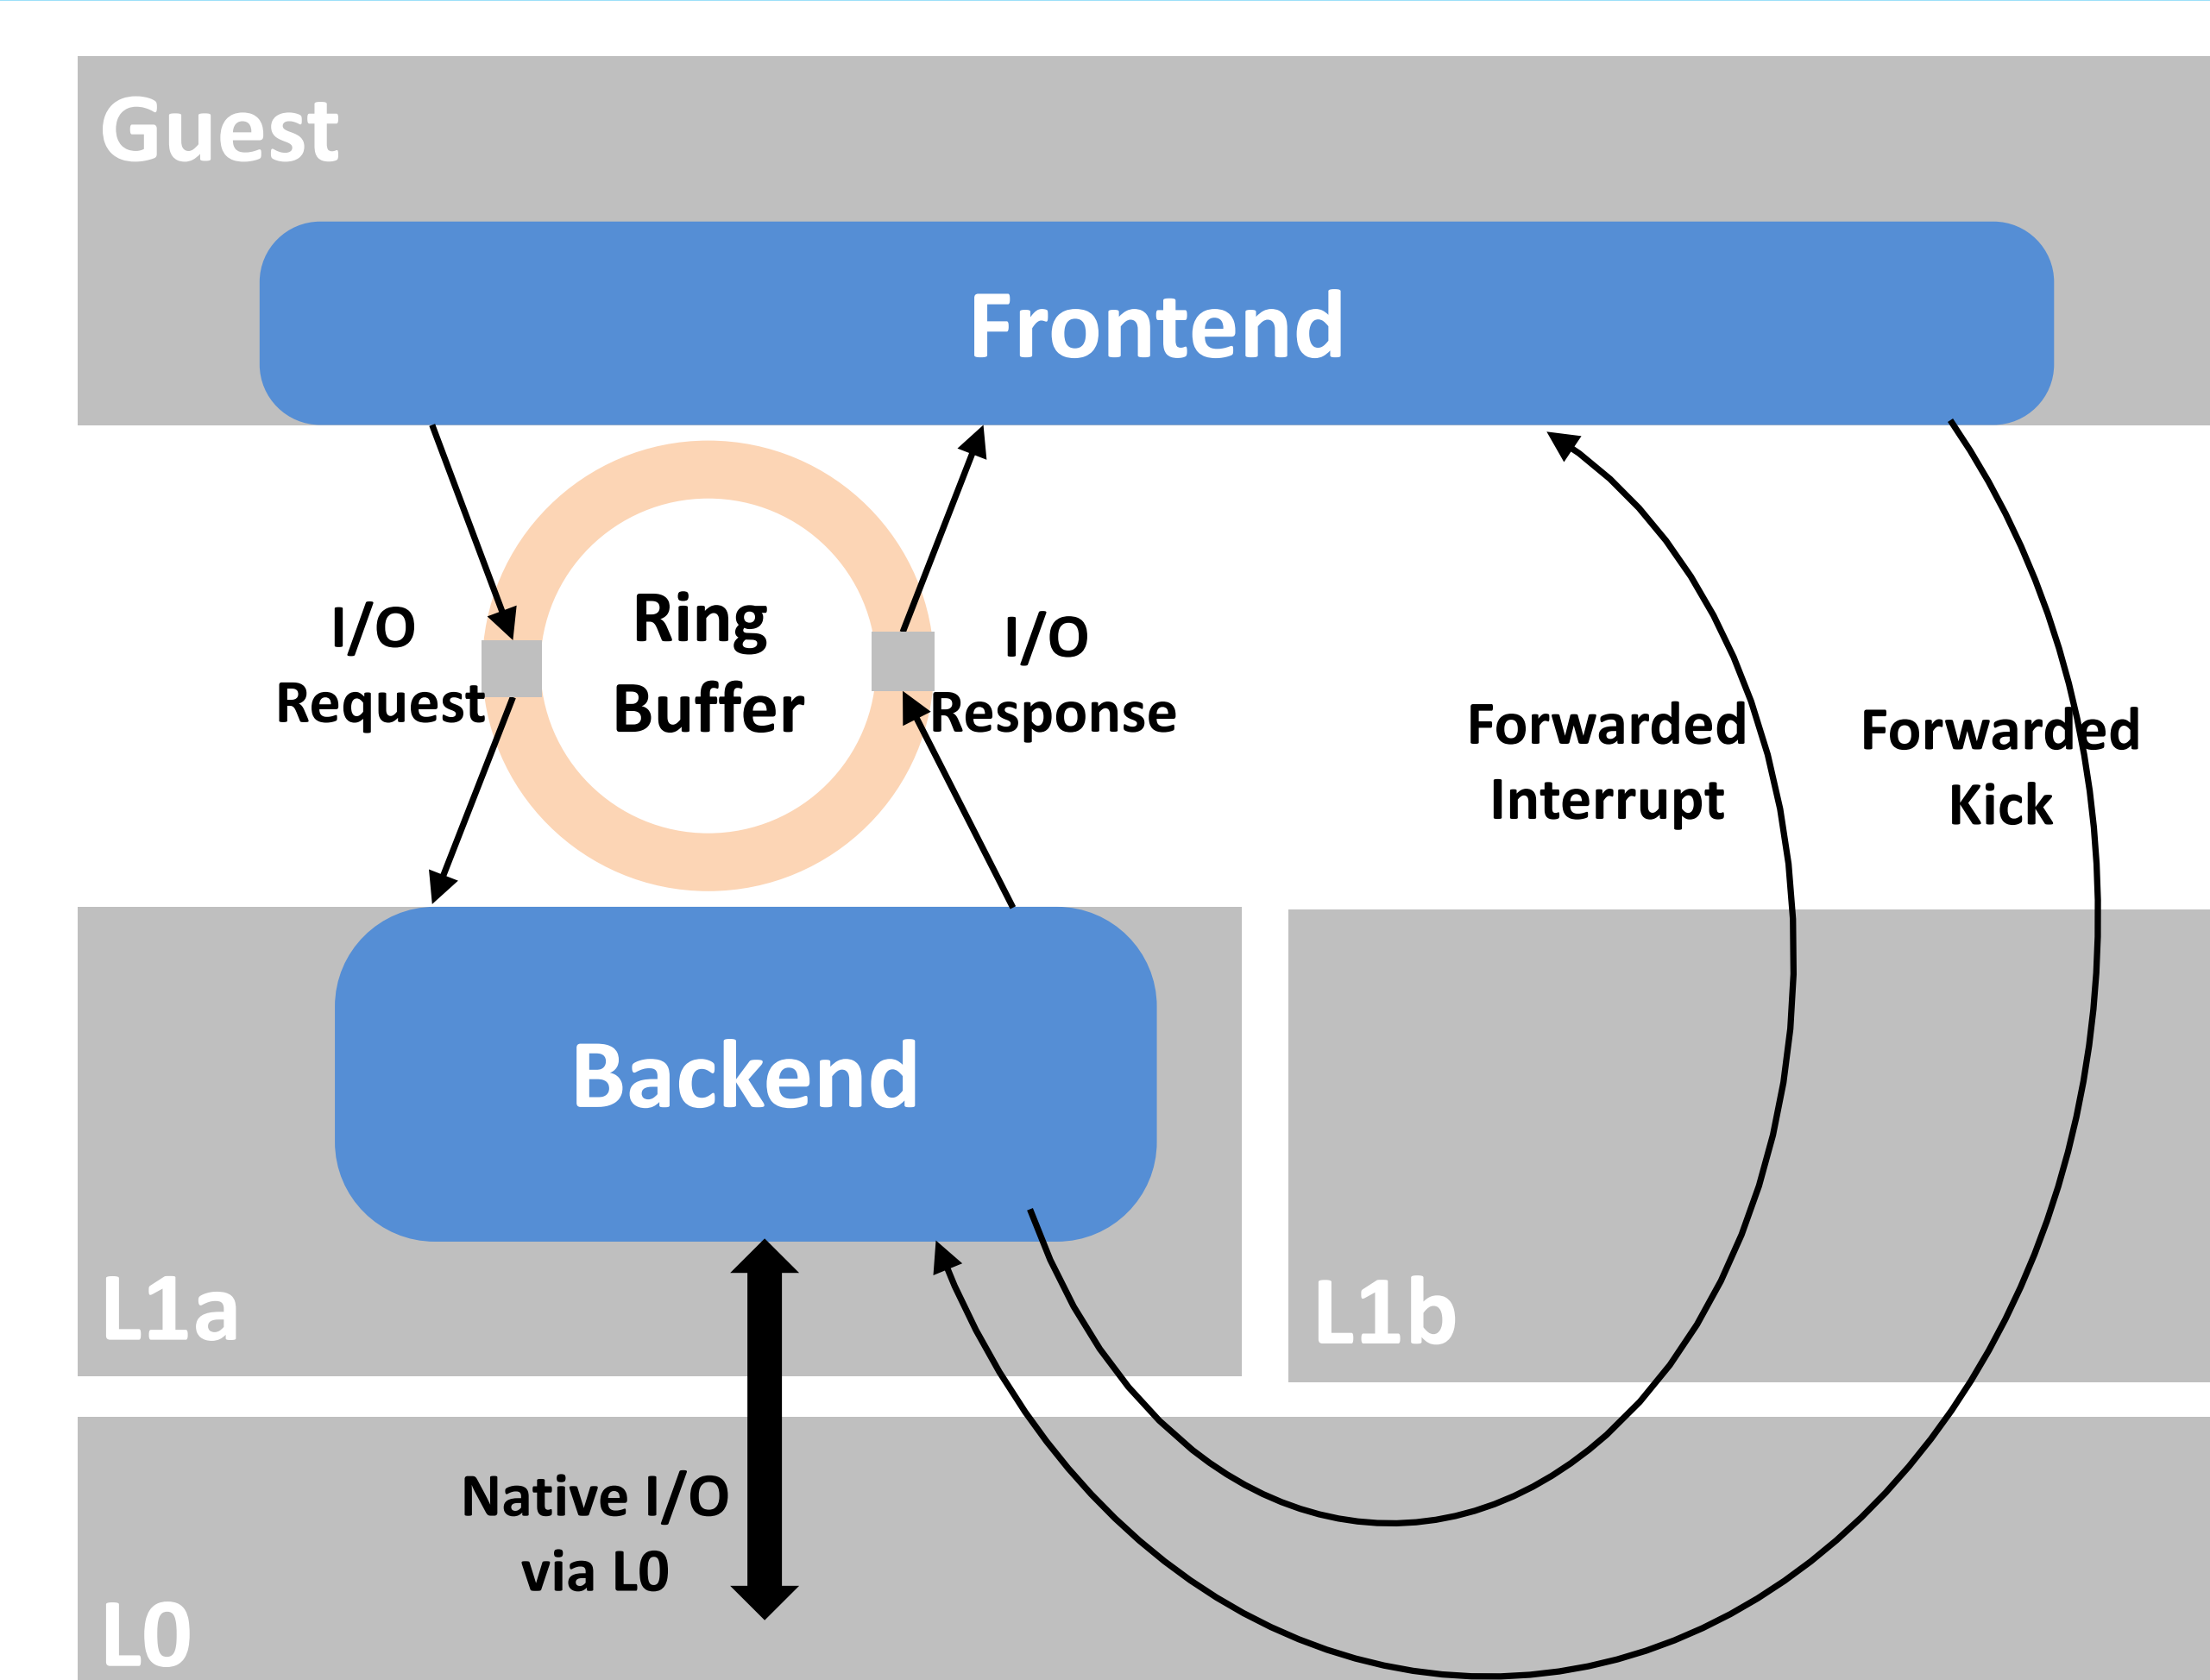 Guest
Frontend
I/O
Request
Ring
Buffer
I/O
Response
Forwarded
Interrupt
Forwarded
Kick
Backend
L1a
L1b
Native I/O
via L0
L0